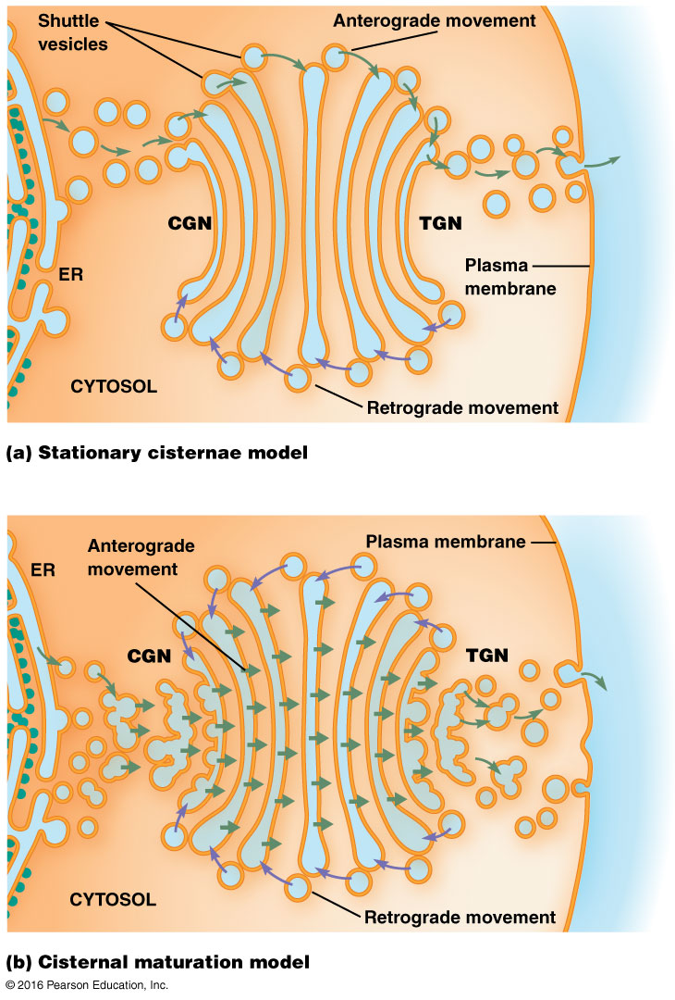 Shuttle
vesicles
Anterograde movement
CGN
TGN
ER
Plasma
membrane
CYTOSOL
Retrograde movement
(a) Stationary cisternae model
Anterograde
movement
Plasma membrane
ER
CGN
TGN
CYTOSOL
Retrograde movement
(b) Cisternal maturation model
© 2016 Pearson Education, Inc.